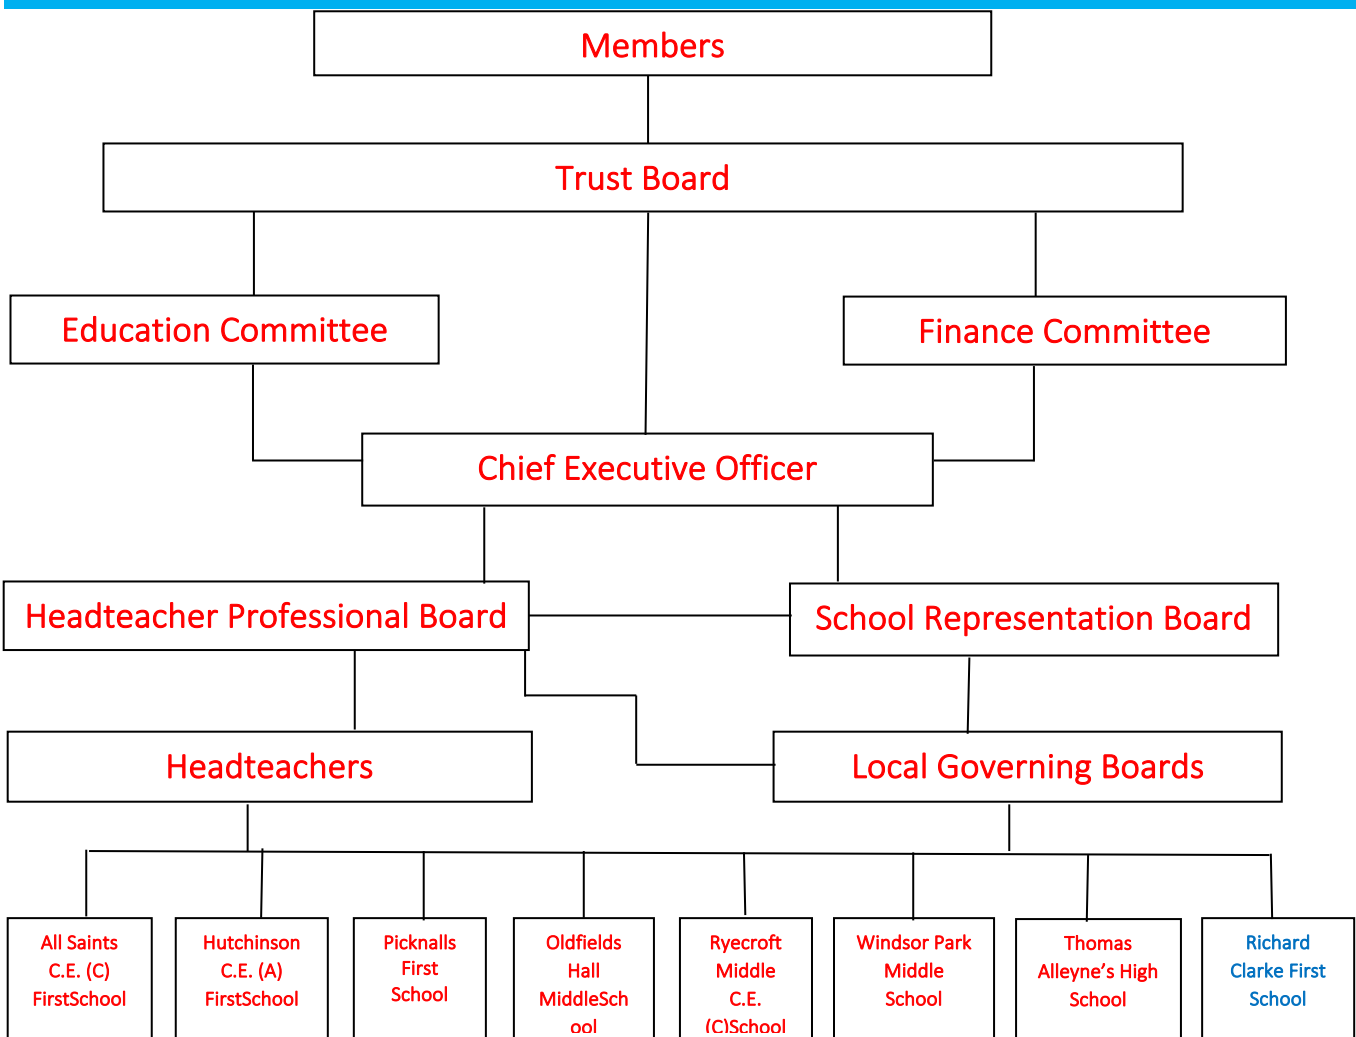 Members
Trust Board
Education Committee
Finance Committee
Chief Executive Officer
Headteacher Professional Board
School Representation Board
Headteachers
Local Governing Boards
All Saints
C.E. (C)
FirstSchool
Hutchinson
C.E. (A)
FirstSchool
Picknalls
First
School
Oldfields
Hall
MiddleSch
ool
Ryecroft
Middle
C.E.
(C)School
Windsor Park
Middle
School
Thomas
Alleyne’s High
School
Richard
Clarke First
School